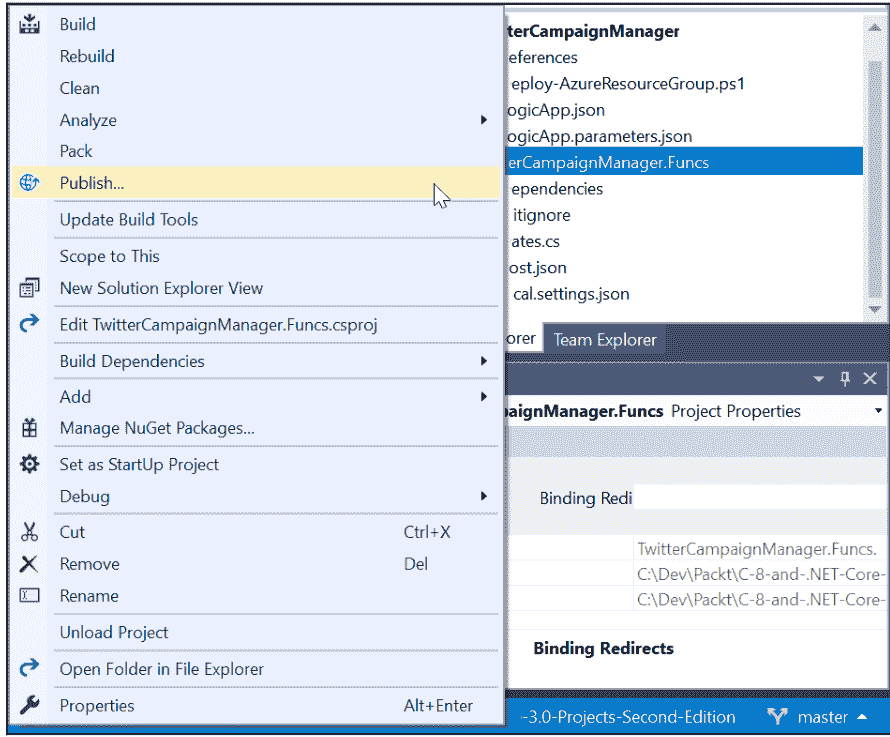 Build
Rebuild
Clean
Analyze
Pack
Publish...
Update Build Tools
Scope to This
New Solution Explorer View
Edit TwitterCampaignManager.Funcs.csproj
Build Dependencies
Add
Manage NuGet Packages...
Set as StartUp Project
Debug
Cut Ctrl+X
Remove Del
Rename
Unload Project
Open Folder in File Explorer
Properties Alt+Enter
terCampaignManager
eferences
eploy-AzureResourceGroup.ps1
ogicApp.json
ogicApp.parameters.json
erCampaignManager.Funcs
ependencies
itignore
ates.cs
ost.json
cal.settings.json
orer Team Explorer
aignManager.Funcs Project Properties
Binding Redi
TwitterCampaignManager.Funcs.
C:\Dev\Packt\C-8-and-.NET-Core-
C:\Dev\Packt\C-8-and-.NET-Core-
Binding Redirects
-3.0-Projects-Second-Edition master